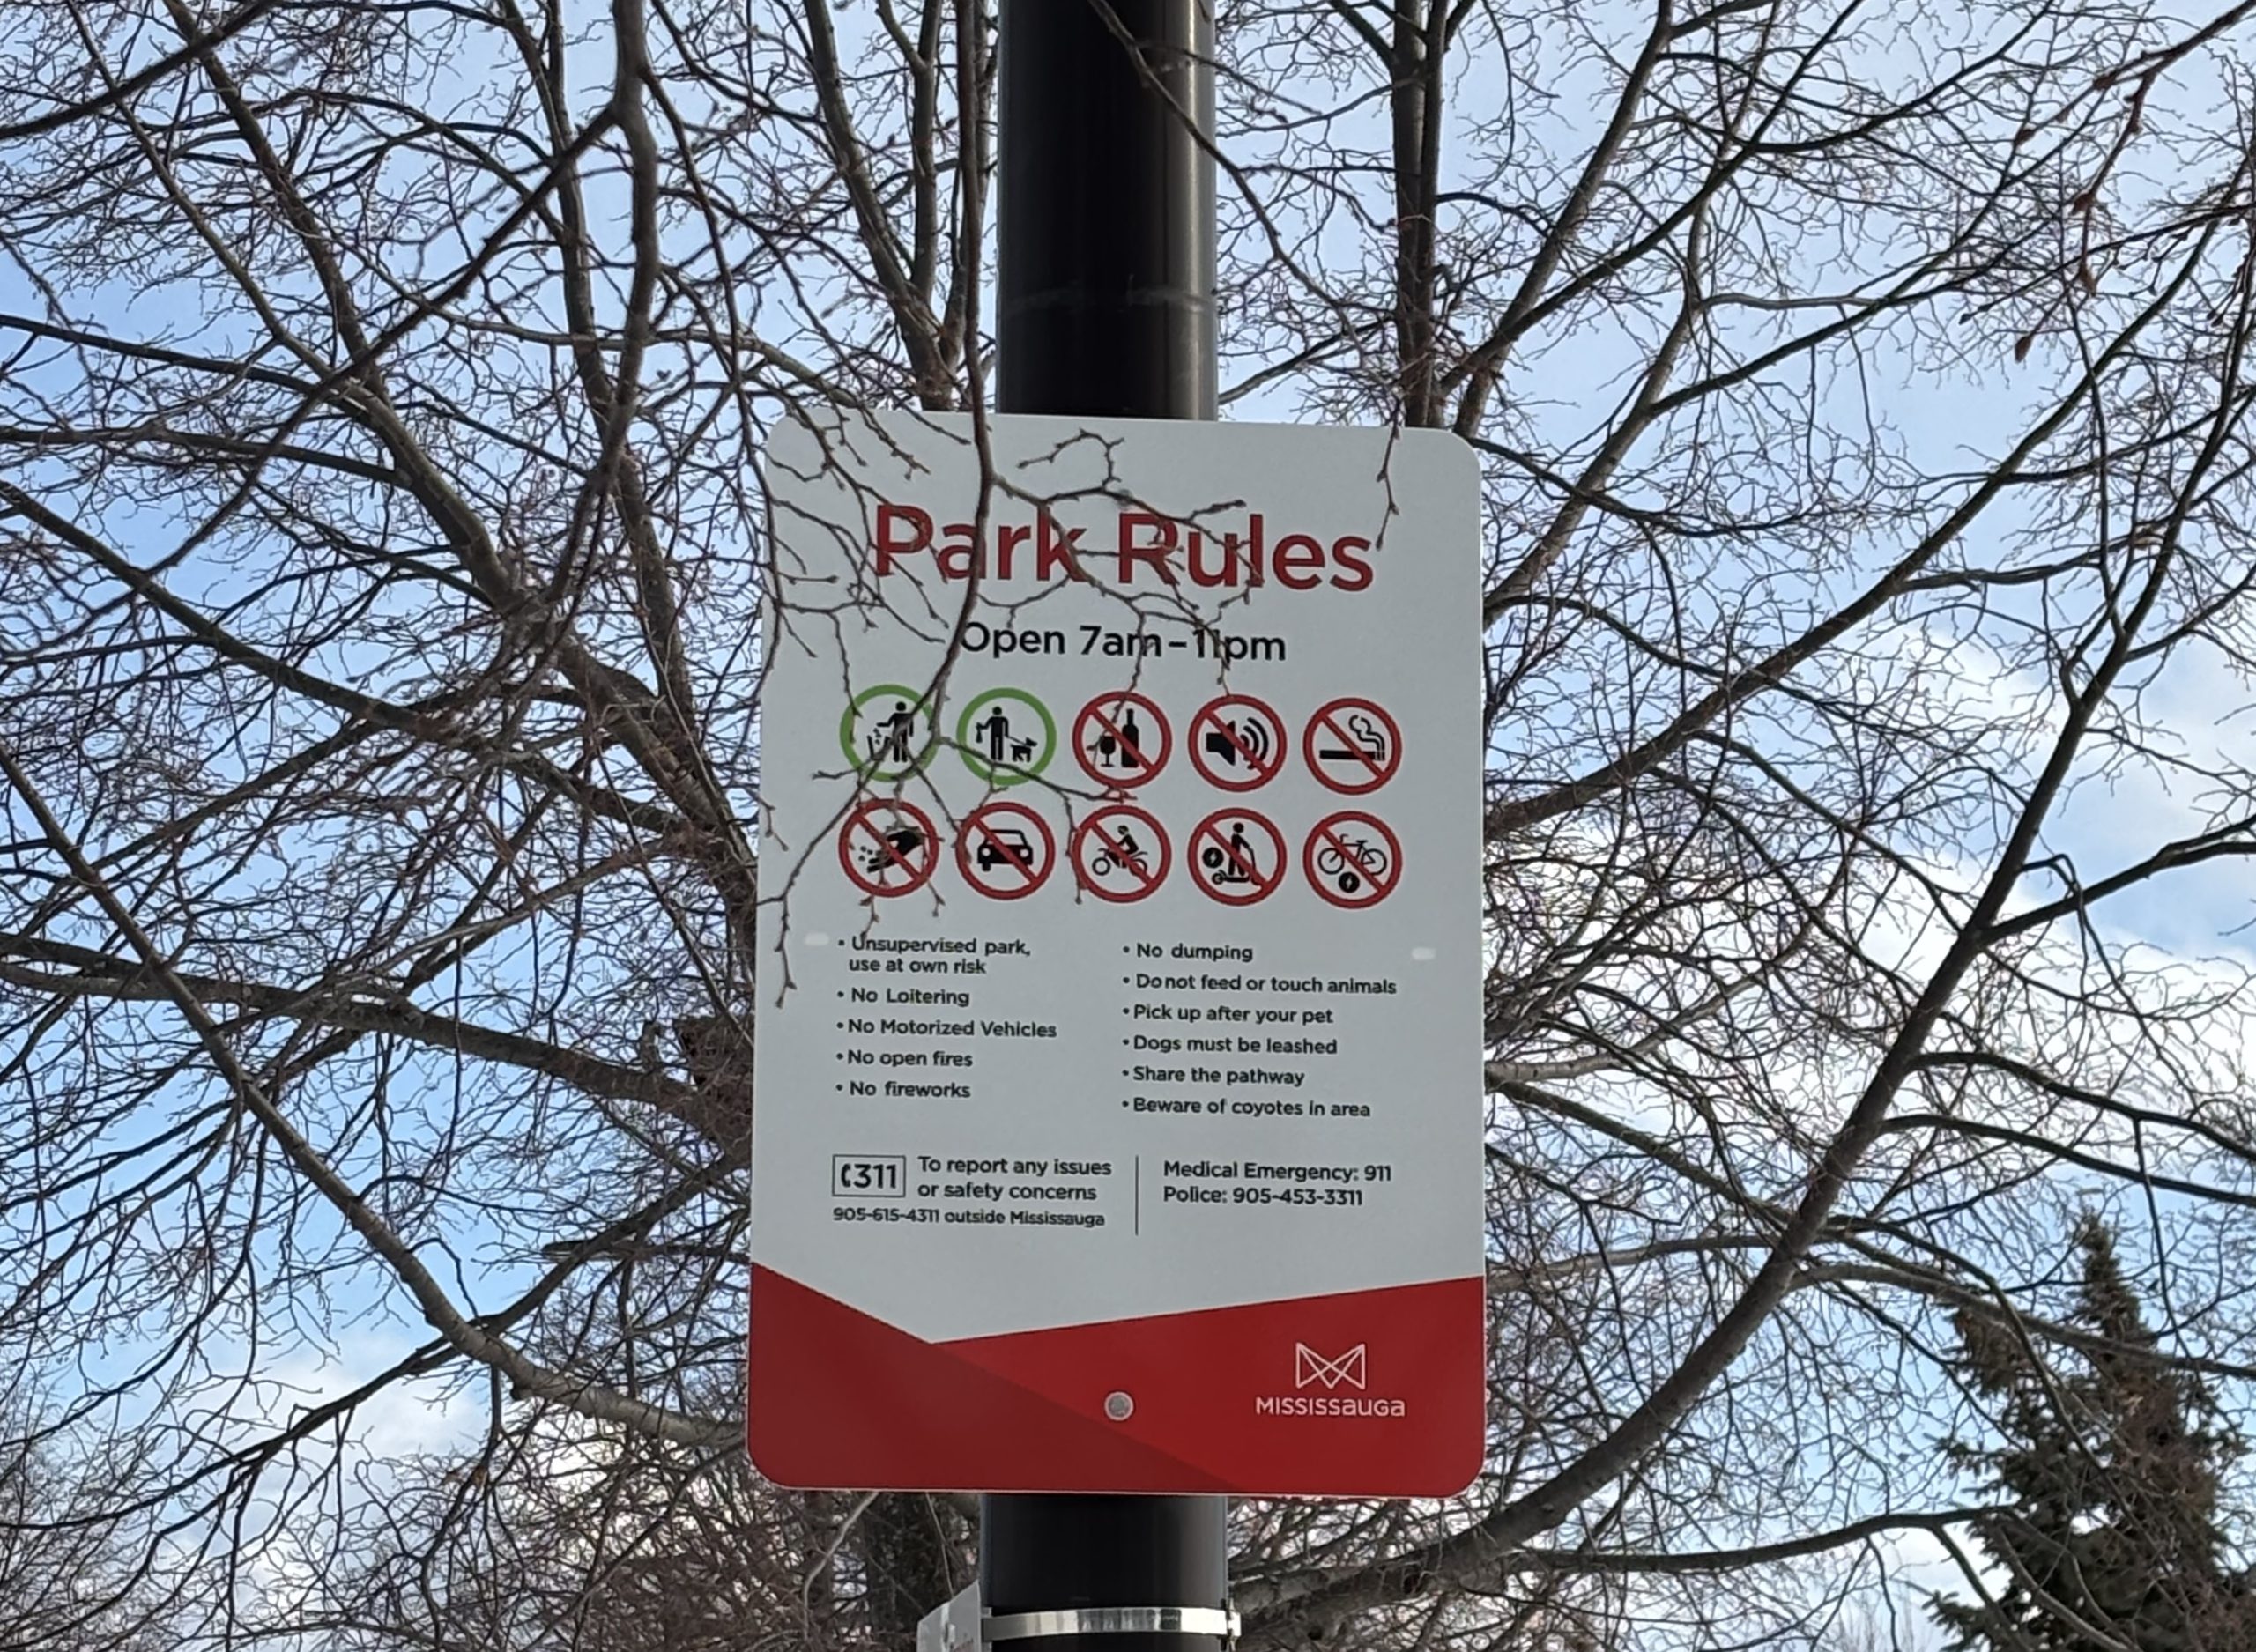 Park Rules
Open 7am-11pm
• Unsupervised park,
use at own risk
• No Loitering
• No Motorized Vehicles
• No open fires
• No fireworks
• No dumping
• Do not feed or touch animals
• Pick up after your pet
• Dogs must be leashed
• Share the pathway
• Beware of coyotes in area
311
To report any issues
or safety concerns
905-615-4311 outside Mississauga
Medical Emergency: 911
Police: 905-453-3311
MISSISSauGa